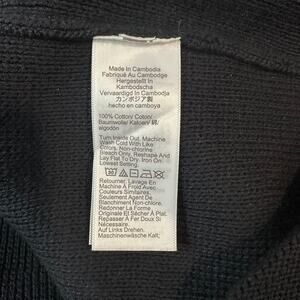 Made In Cambodia
Fabriqué Au Cambodge
Hergestellt In
Kambodscha
Vervaardigd In Cambodja
カンボジア製
hecho en camboya
100% Cotton/ Coton/
Baumwolle/ Katoen/ 綿/
algodón
Turn Inside Out. Machine
Wash Cold With Like
Colors. Non-chlorine
Bleach Only. Reshape And
Lay Flat To Dry. Iron On
Lowest Setting.
Retourner. Lavage En
Machine À Froid Avec
Couleurs Similaires.
Seulement Agent De
Blanchiment Non-chlore.
Redonner La Forme
Originale Et Sécher À Plat.
Repasser À Fer Doux Si
Nécessaire.
Auf Links Drehen.
Maschinenwäsche Kalt;